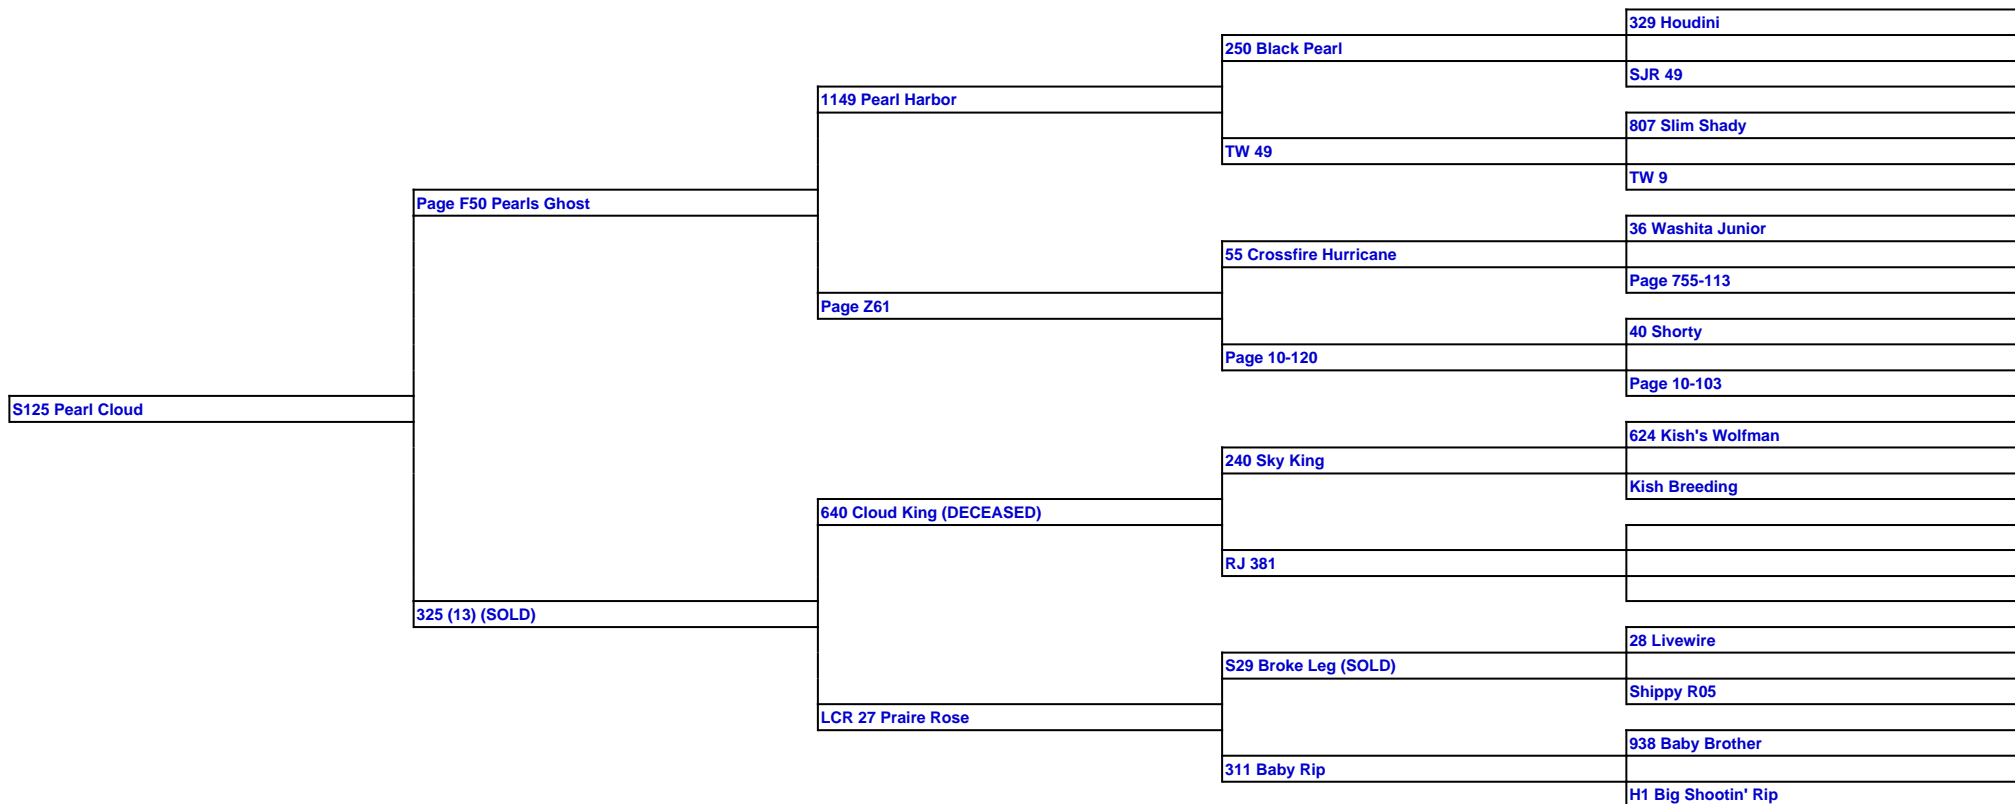 329 Houdini
250 Black Pearl
SJR 49
1149 Pearl Harbor
807 Slim Shady
TW 49
TW 9
Page F50 Pearls Ghost
36 Washita Junior
55 Crossfire Hurricane
Page 755-113
Page Z61
40 Shorty
Page 10-120
Page 10-103
S125 Pearl Cloud
624 Kish's Wolfman
240 Sky King
Kish Breeding
640 Cloud King (DECEASED)
RJ 381
325 (13) (SOLD)
28 Livewire
S29 Broke Leg (SOLD)
Shippy R05
LCR 27 Praire Rose
938 Baby Brother
311 Baby Rip
H1 Big Shootin' Rip